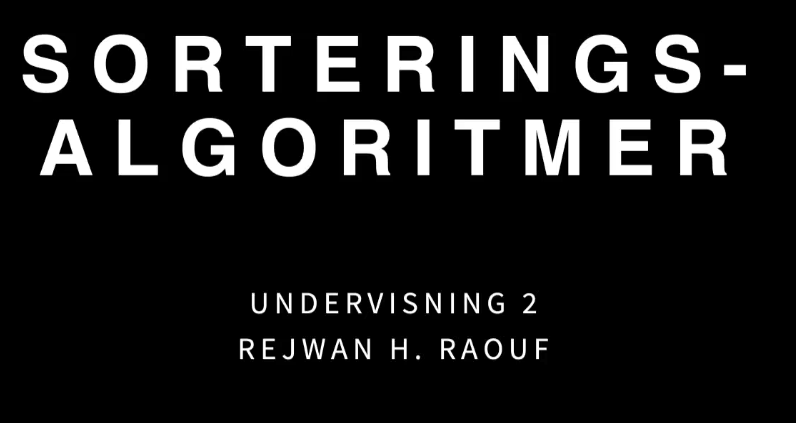 SORTERINGS-
ALGORITMER
UNDERVISNING 2
REJWAN H. RAOUF